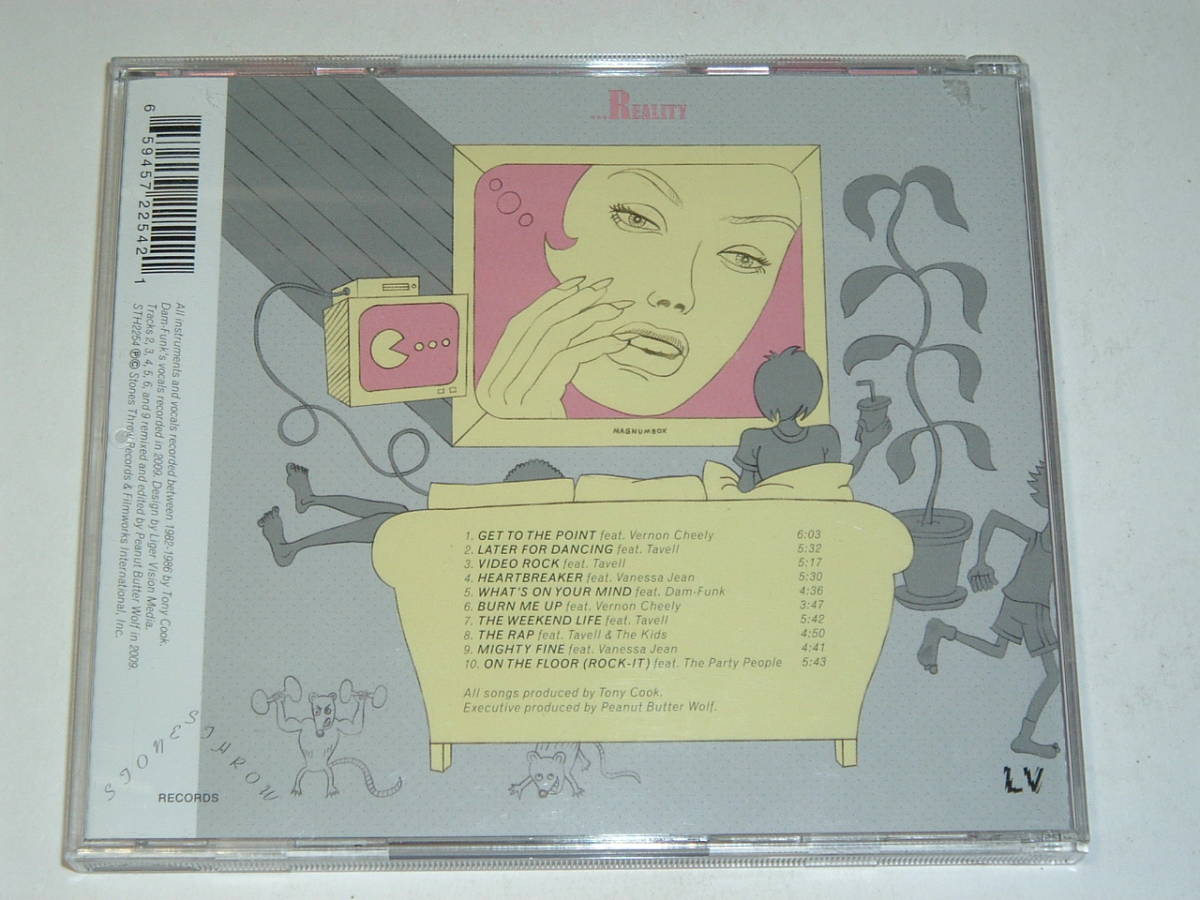 ...REALITY
6 59457 22542 1
All instruments and vocals recorded between 1982-1986 by Tony Cook.
Dam-Funk's vocals recorded in 2009. Design by Liger Vision Media.
Tracks 2, 3, 4, 5, 6, and 9 remixed and edited by Peanut Butter Wolf in 2009.
STH2254 ℗© Stones Throw Records & Filmworks International, Inc.
MAGNUMBOX
1. GET TO THE POINT feat. Vernon Cheely 6:03
2. LATER FOR DANCING feat. Tavell 5:32
3. VIDEO ROCK feat. Tavell 5:17
4. HEARTBREAKER feat. Vanessa Jean 5:30
5. WHAT'S ON YOUR MIND feat. Dam-Funk 4:36
6. BURN ME UP feat. Vernon Cheely 3:47
7. THE WEEKEND LIFE feat. Tavell 5:42
8. THE RAP feat. Tavell & The Kids 4:50
9. MIGHTY FINE feat. Vanessa Jean 4:41
10. ON THE FLOOR (ROCK-IT) feat. The Party People 5:43
All songs produced by Tony Cook.
Executive produced by Peanut Butter Wolf.
STONES THROW
RECORDS
LV